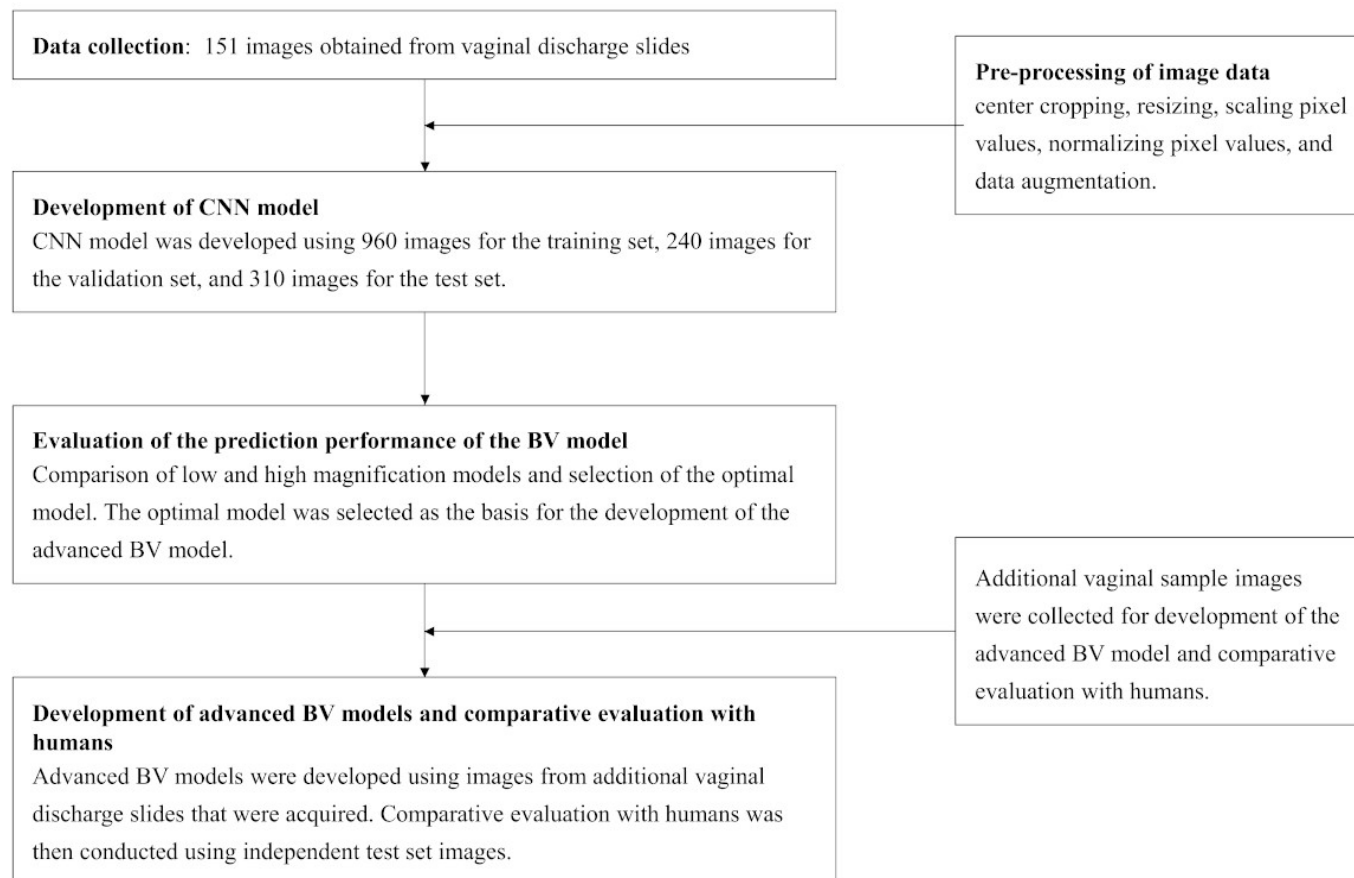 Data collection:  151 images obtained from vaginal discharge slides
Pre-processing of image data
center cropping, resizing, scaling pixel
values, normalizing pixel values, and
data augmentation.
Development of CNN model
CNN model was developed using 960 images for the training set, 240 images for
the validation set, and 310 images for the test set.
Evaluation of the prediction performance of the BV model
Comparison of low and high magnification models and selection of the optimal
model. The optimal model was selected as the basis for the development of the
advanced BV model.
Additional vaginal sample images
were collected for development of the
advanced BV model and comparative
evaluation with humans.
Development of advanced BV models and comparative evaluation with
humans
Advanced BV models were developed using images from additional vaginal
discharge slides that were acquired. Comparative evaluation with humans was
then conducted using independent test set images.